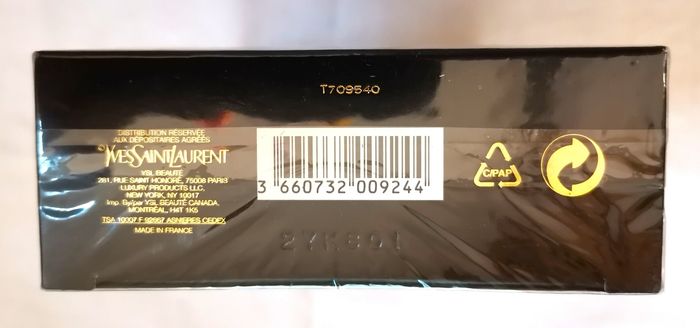 T709540
DISTRIBUTION RÉSERVÉE
AUX DÉPOSITAIRES AGRÉÉS
YVESSAINTLAURENT
YSL BEAUTÉ
281, RUE SAINT HONORÉ, 75008 PARIS
LUXURY PRODUCTS LLC,
NEW YORK, NY 10017
Imp. By/par YSL BEAUTÉ CANADA,
MONTRÉAL, H4T 1K5
TSA 10007 F 92667 ASNIERES CEDEX
MADE IN FRANCE
3 660732 009244
C/PAP